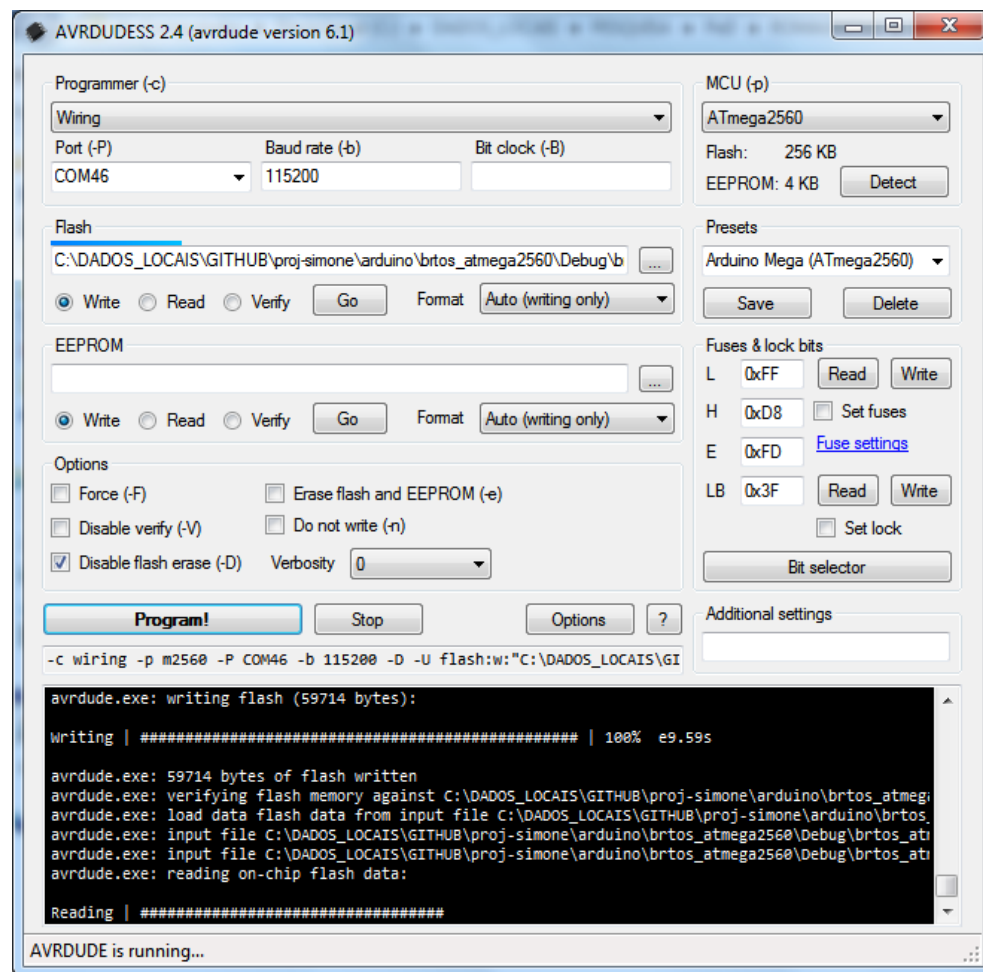 AVRDUDESS 2.4 (avrdude version 6.1)
Programmer (-c)
Wiring
Port (-P) Baud rate (-b) Bit clock (-B)
COM46 115200
MCU (-p)
ATmega2560
Flash: 256 KB
EEPROM: 4 KB Detect
Flash
C:\DADOS_LOCAIS\GITHUB\proj-simone\arduino\brtos_atmega2560\Debug\b ...
Write Read Verify Go Format Auto (writing only)
Presets
Arduino Mega (ATmega2560)
Save Delete
EEPROM
...
Write Read Verify Go Format Auto (writing only)
Fuses & lock bits
L 0xFF Read Write
H 0xD8 Set fuses
E 0xFD Fuse settings
LB 0x3F Read Write
Set lock
Bit selector
Options
Force (-F) Erase flash and EEPROM (-e)
Disable verify (-V) Do not write (-n)
Disable flash erase (-D) Verbosity 0
Program! Stop Options ?
Additional settings
-c wiring -p m2560 -P COM46 -b 115200 -D -U flash:w:"C:\DADOS_LOCAIS\GI
avrdude.exe: writing flash (59714 bytes):
Writing | ################################################# | 100% e9.59s
avrdude.exe: 59714 bytes of flash written
avrdude.exe: verifying flash memory against C:\DADOS_LOCAIS\GITHUB\proj-simone\arduino\brtos_atmega
avrdude.exe: load data flash data from input file C:\DADOS_LOCAIS\GITHUB\proj-simone\arduino\brtos_
avrdude.exe: input file C:\DADOS_LOCAIS\GITHUB\proj-simone\arduino\brtos_atmega2560\Debug\brtos_atm
avrdude.exe: input file C:\DADOS_LOCAIS\GITHUB\proj-simone\arduino\brtos_atmega2560\Debug\brtos_atm
avrdude.exe: reading on-chip flash data:
Reading | ##################################
AVRDUDE is running...